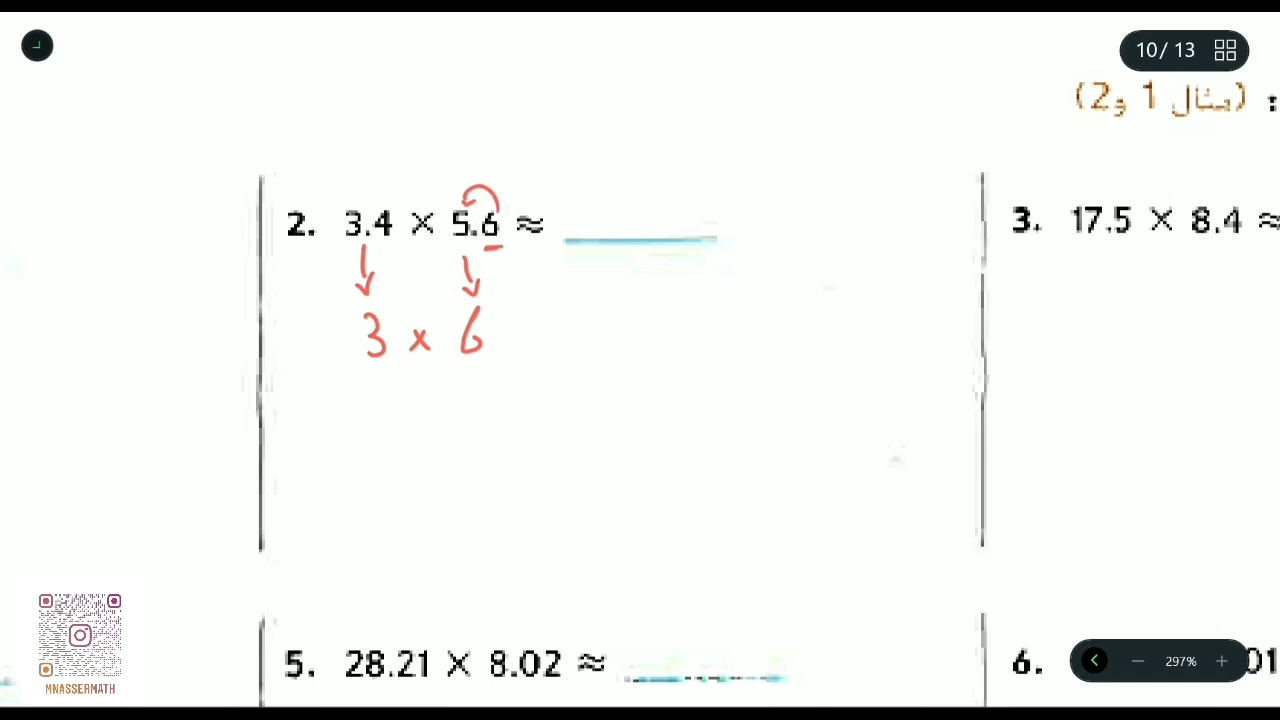 10/ 13
: (مثال 1 و2)
2. 3.4 × 5.6 ≈
3. 17.5 × 8.4 ≈
3 × 6
5. 28.21 × 8.02 ≈
6.
01
297%
MNASSERMATH